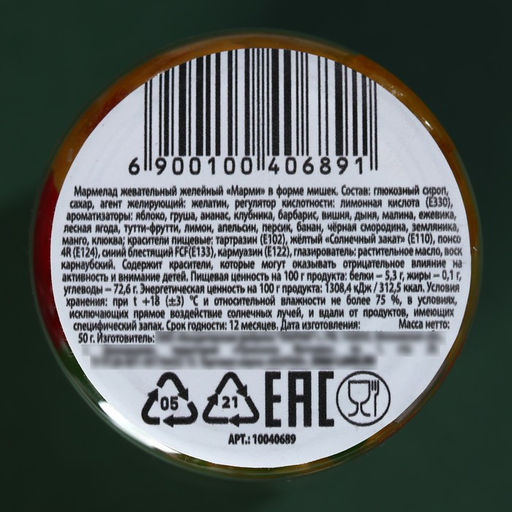 6 900100 406891
Мармелад жевательный желейный «Марми» в форме мишек. Состав: глюкозный сироп,
сахар, агент желирующий: желатин, регулятор кислотности: лимонная кислота (Е330),
ароматизаторы: яблоко, груша, ананас, клубника, барбарис, вишня, дыня, малина, ежевика,
лесная ягода, тутти-фрутти, лимон, апельсин, персик, банан, чёрная смородина, земляника,
манго, клюква; красители пищевые: тартразин (Е102), жёлтый «Солнечный закат» (Е110), понсо
4R (Е124), синий блестящий FCF(Е133), кармуазин (Е122), глазирователь: растительное масло, воск
карнаубский. Содержит красители, которые могут оказывать отрицательное влияние на
активность и внимание детей. Пищевая ценность на 100 г продукта: белки – 5,3 г, жиры – 0,1 г,
углеводы – 72,6 г. Энергетическая ценность на 100 г продукта: 1308,4 кДж / 312,5 ккал. Условия
хранения: при t +18 (±3) °С и относительной влажности не более 75 %, в условиях,
исключающих прямое воздействие солнечных лучей, и вдали от продуктов, имеющих
специфический запах. Срок годности: 12 месяцев. Дата изготовления: Масса нетто:
50 г. Изготовитель:
05 21 EAC
АРТ.: 10040689